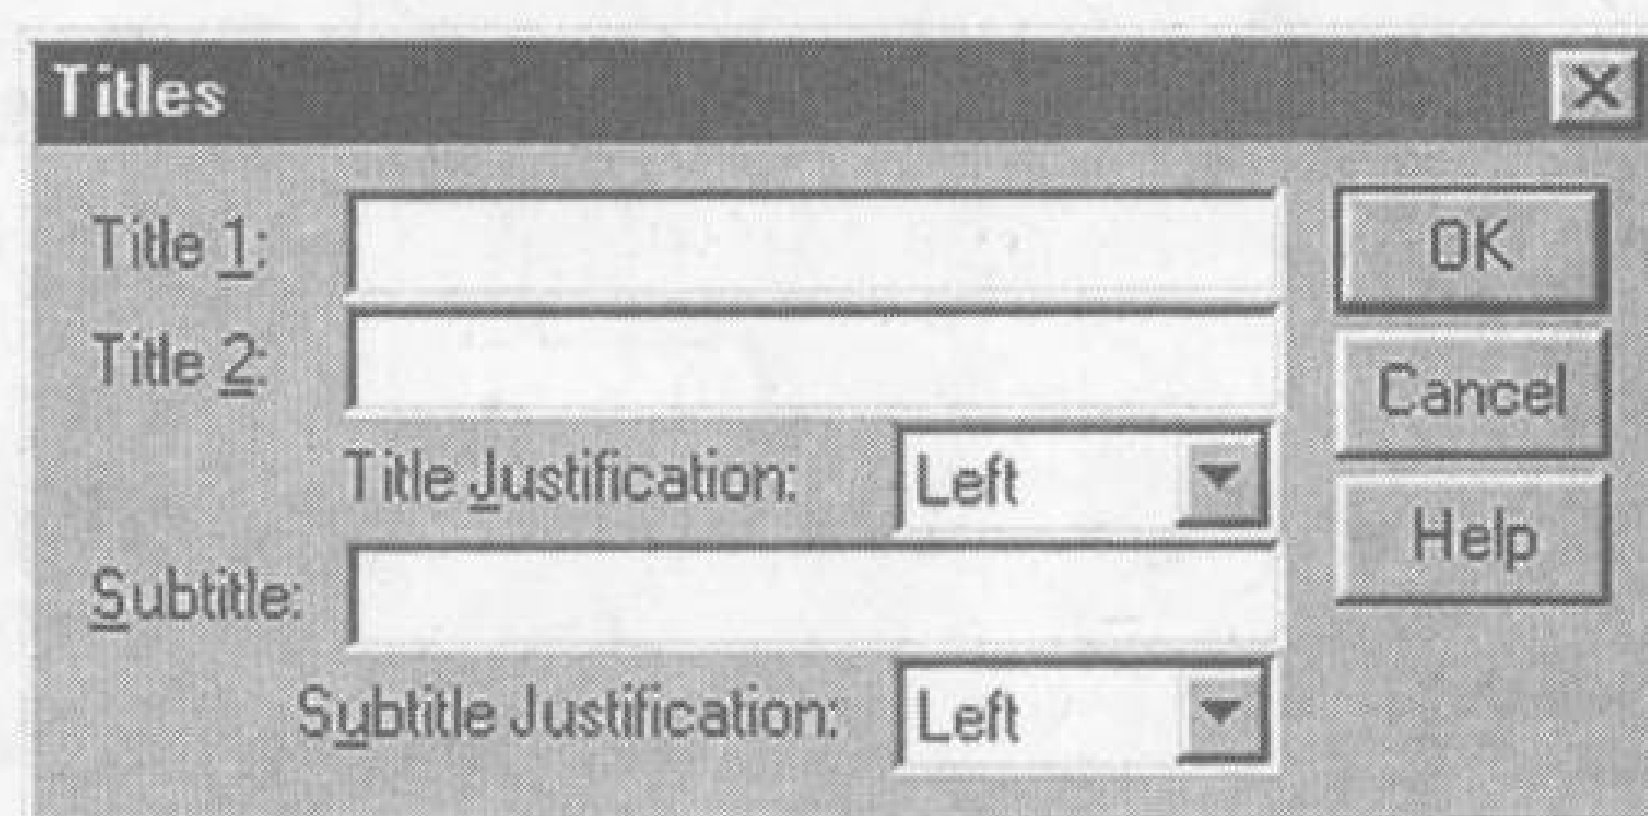 Titles
Title 1:
OK
Title 2:
Cancel
Title Justification: Left
Help
Subtitle:
Subtitle Justification: Left